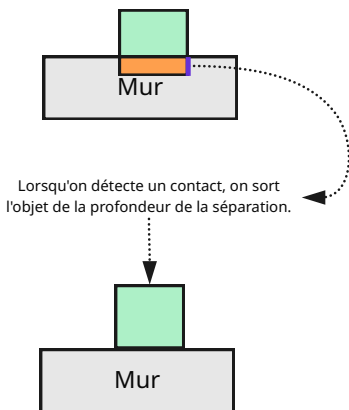 Mur
Lorsqu'on détecte un contact, on sort
l'objet de la profondeur de la séparation.
Mur